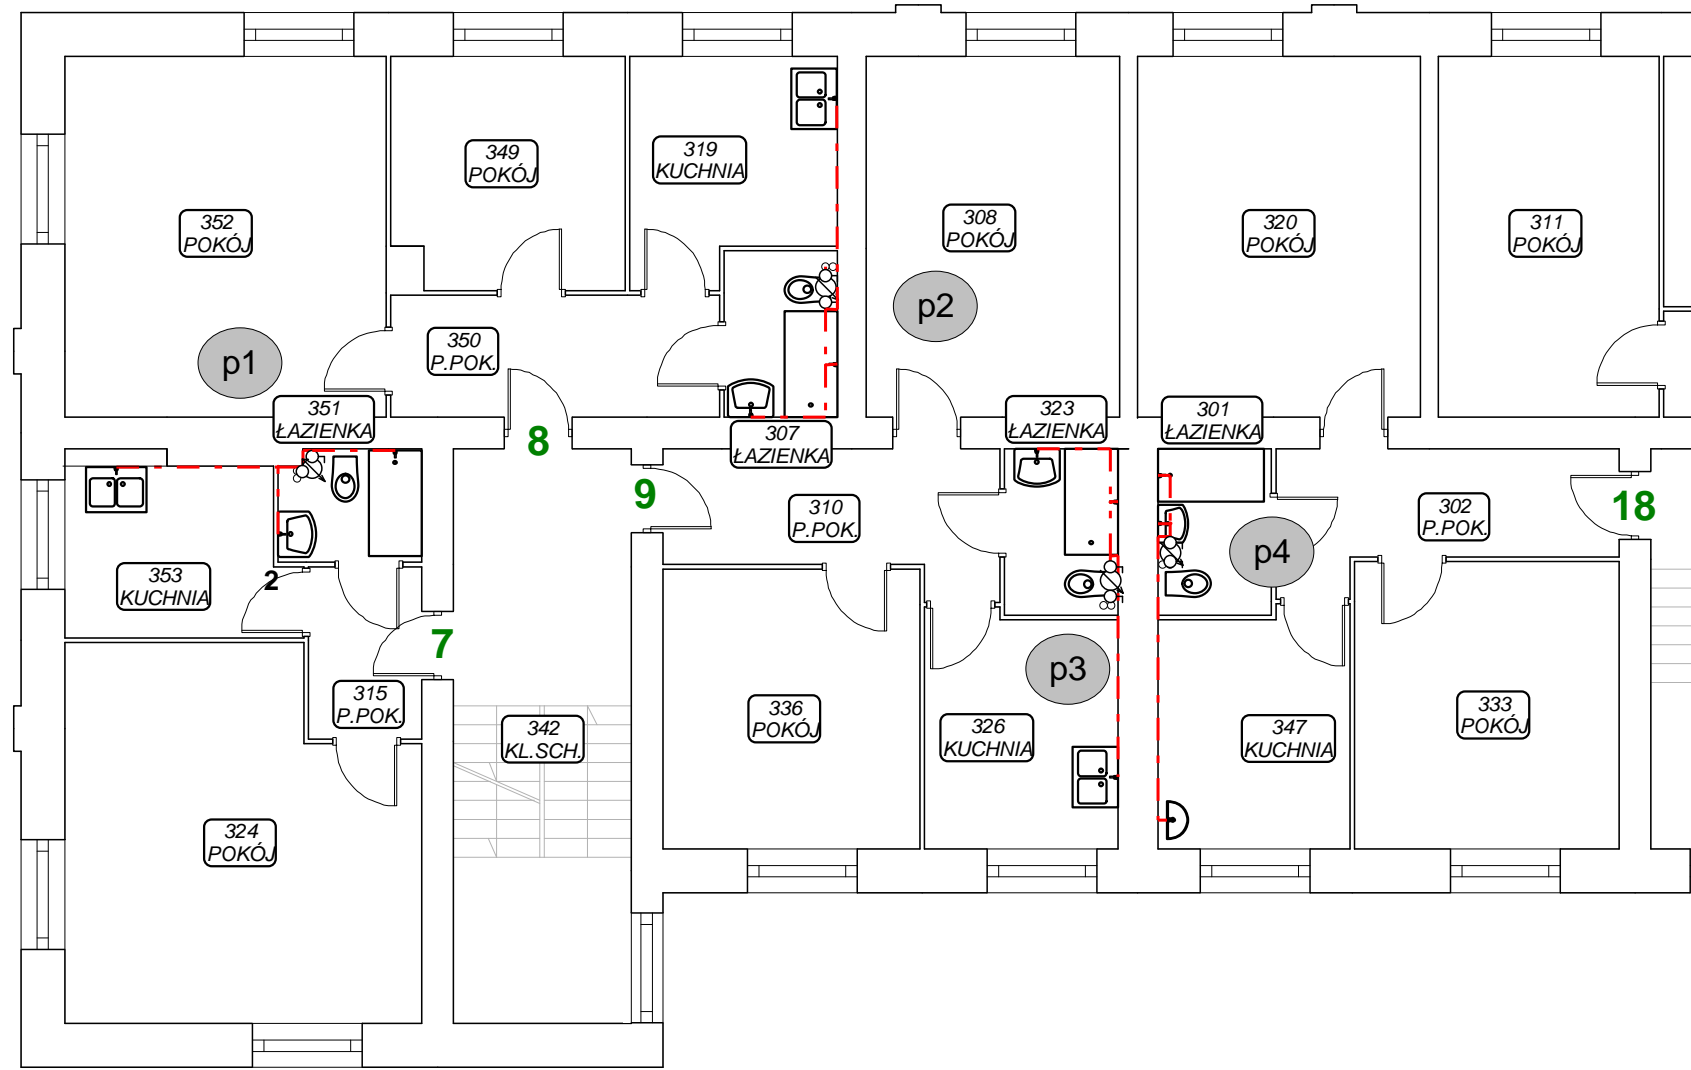 349
POKÓJ
319
KUCHNIA
352
POKÓJ
308
POKÓJ
320
POKÓJ
311
POKÓJ
p2
350
P.POK.
p1
351
ŁAZIENKA
307
ŁAZIENKA
323
ŁAZIENKA
301
ŁAZIENKA
8
9
310
P.POK.
302
P.POK.
18
p4
353
KUCHNIA
2
7
315
P.POK.
342
KL.SCH.
336
POKÓJ
p3
326
KUCHNIA
347
KUCHNIA
333
POKÓJ
324
POKÓJ